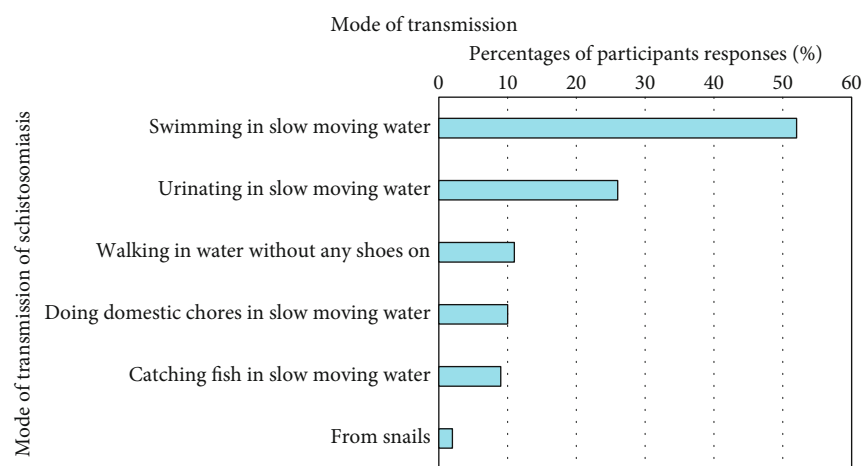 Mode of transmission
Percentages of participants responses (%)
0 10 20 30 40 50 60
Mode of transmission of schistosomiasis
Swimming in slow moving water
Urinating in slow moving water
Walking in water without any shoes on
Doing domestic chores in slow moving water
Catching fish in slow moving water
From snails